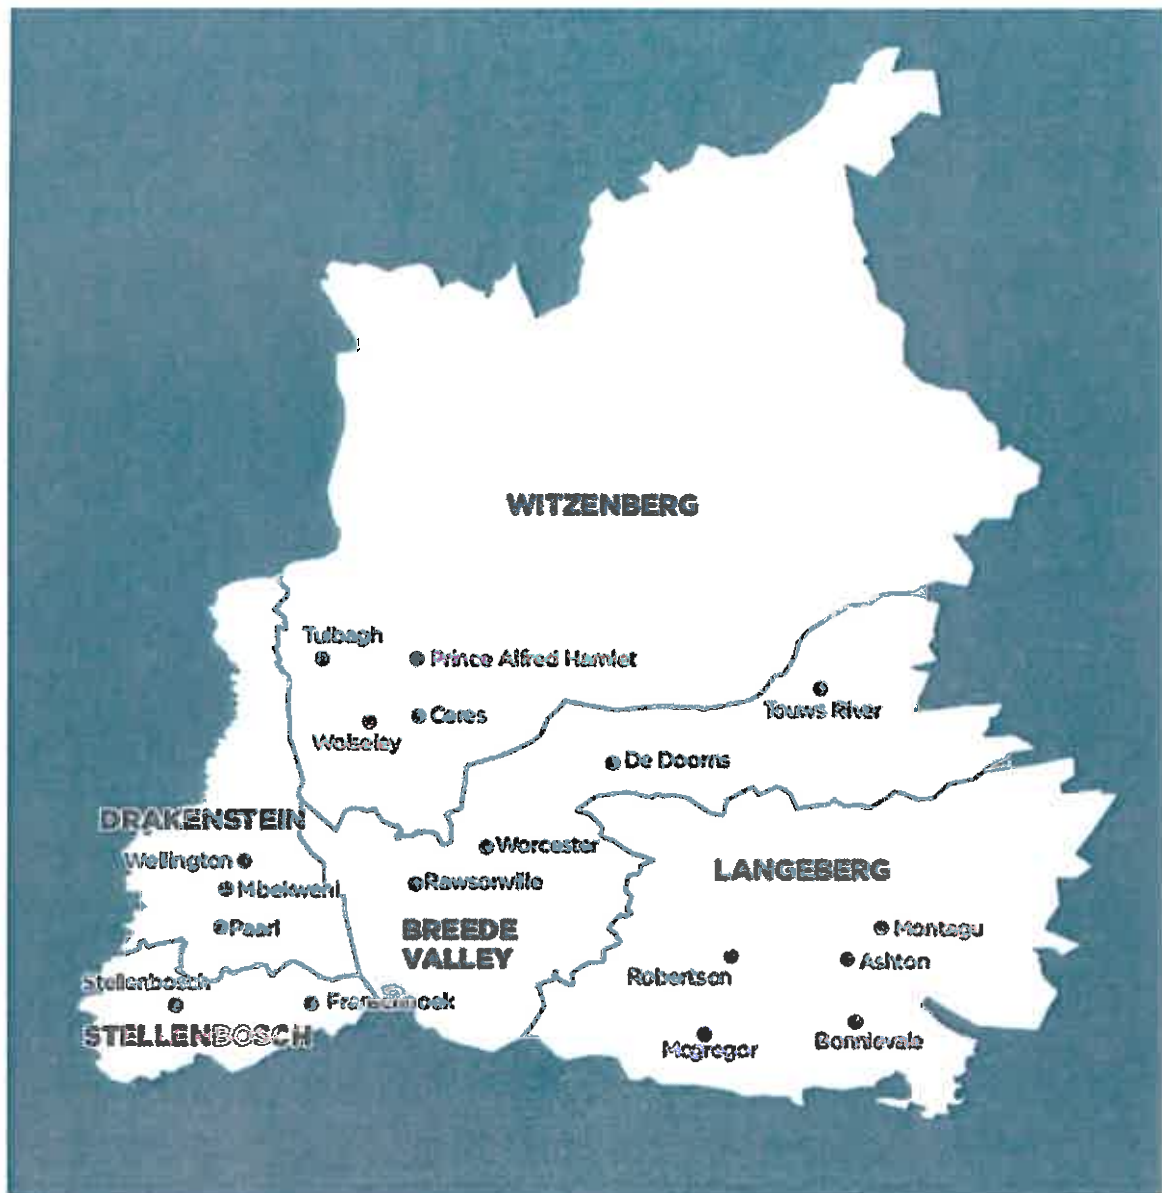 WITZENBERG
Tulbagh
Prince Alfred Hamlet
Ceres
Wolseley
Touws River
De Doorns
DRAKENSTEIN
Worcester
Wellington
LANGEBERG
Mbekweni
Rawsonville
Paarl
BREEDE
VALLEY
Montagu
Ashton
Robertson
Stellenbosch
Franschhoek
STELLENBOSCH
Bonnievale
Mcgregor